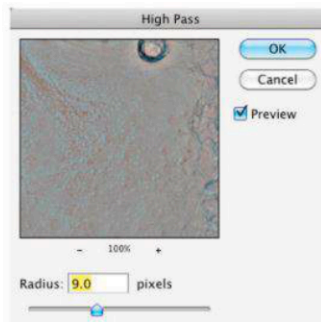 High Pass
OK
Cancel
Preview
- 100% +
Radius: 9.0 pixels